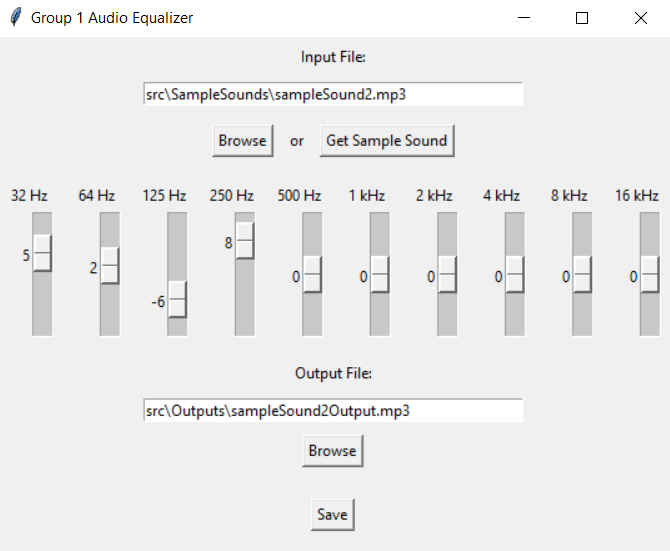 Group 1 Audio Equalizer
Input File:
src\SampleSounds\sampleSound2.mp3
Browse or Get Sample Sound
32 Hz 64 Hz 125 Hz 250 Hz 500 Hz 1 kHz 2 kHz 4 kHz 8 kHz 16 kHz
5 2 -6 8 0 0 0 0 0 0
Output File:
src\Outputs\sampleSound2Output.mp3
Browse
Save